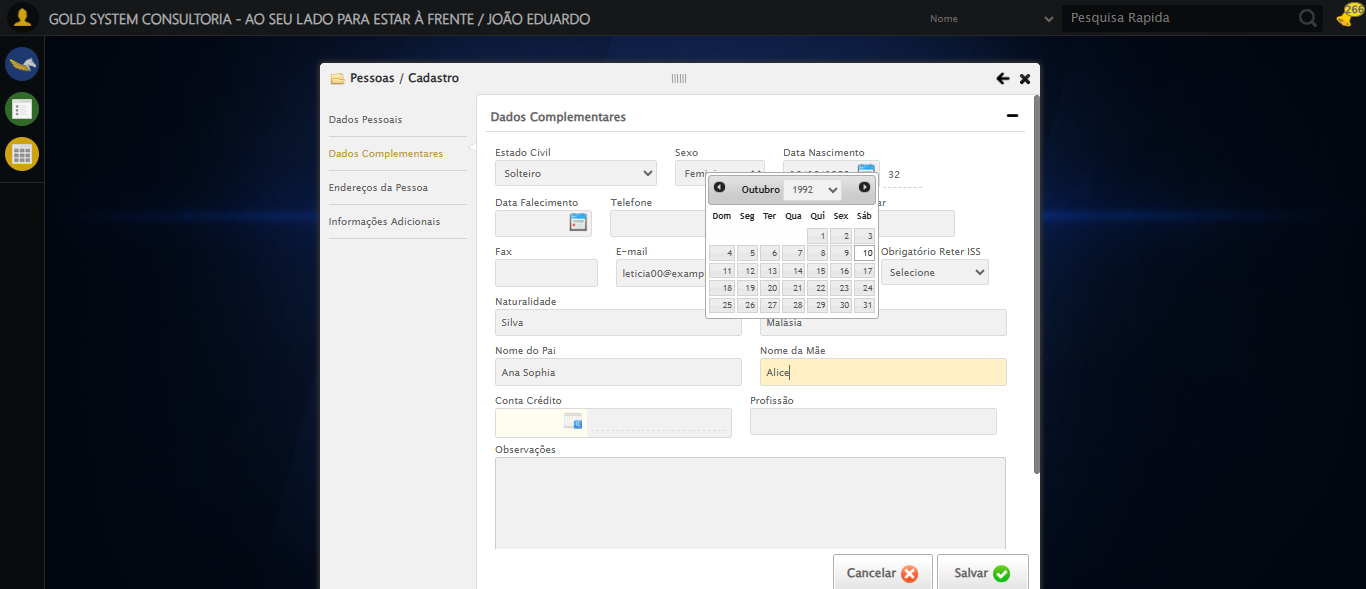 GOLD SYSTEM CONSULTORIA - AO SEU LADO PARA ESTAR À FRENTE / JOÃO EDUARDO
Nome
Pesquisa Rapida
266
Pessoas / Cadastro
Dados Pessoais
Dados Complementares
Endereços da Pessoa
Informações Adicionais
Dados Complementares
Estado Civil
Sexo
Data Nascimento
Solteiro
32
Outubro 1992
Dom Seg Ter Qua Qui Sex Sáb
1 2 3
4 5 6 7 8 9 10
11 12 13 14 15 16 17
18 19 20 21 22 23 24
25 26 27 28 29 30 31
Data Falecimento
Telefone
Fax
E-mail
Obrigatório Reter ISS
leticia00@examp
Selecione
Naturalidade
Silva
Malásia
Nome do Pai
Nome da Mãe
Ana Sophia
Alice
Conta Crédito
Profissão
Observações
Cancelar
Salvar